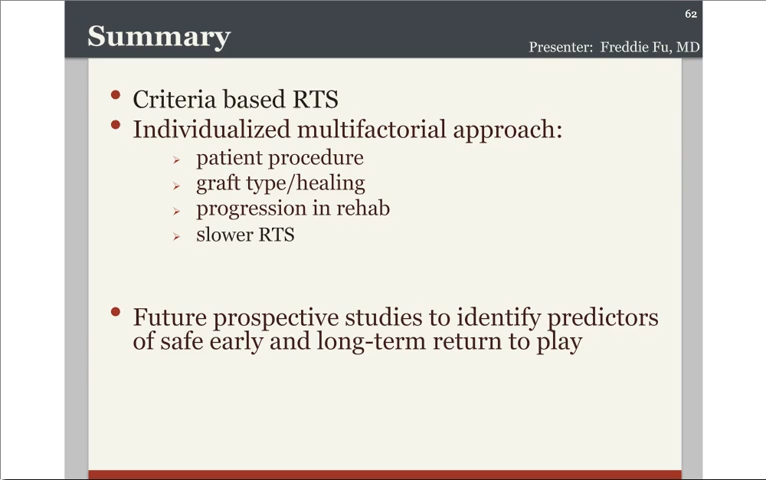 62
Summary
Presenter: Freddie Fu, MD
Criteria based RTS
Individualized multifactorial approach:
patient procedure
graft type/healing
progression in rehab
slower RTS
Future prospective studies to identify predictors
of safe early and long-term return to play